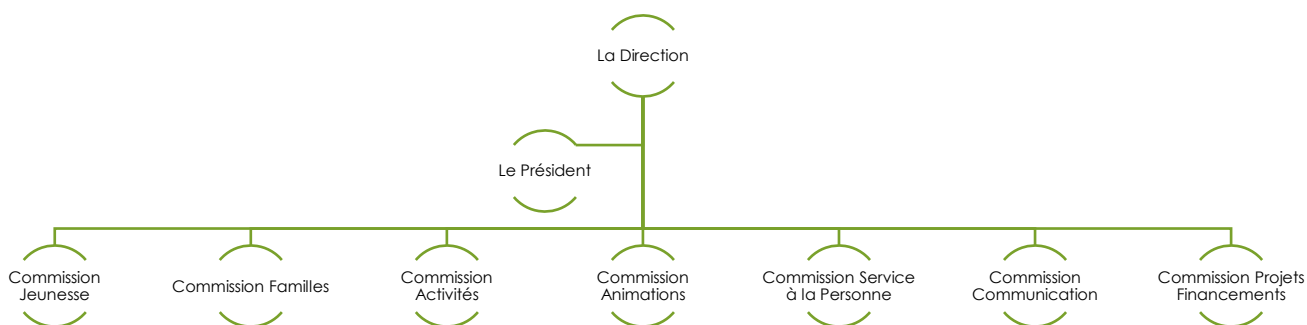 La Direction
Le Président
Commission
Jeunesse
Commission Familles
Commission
Activités
Commission
Animations
Commission Service
à la Personne
Commission
Communication
Commission Projets
Financements